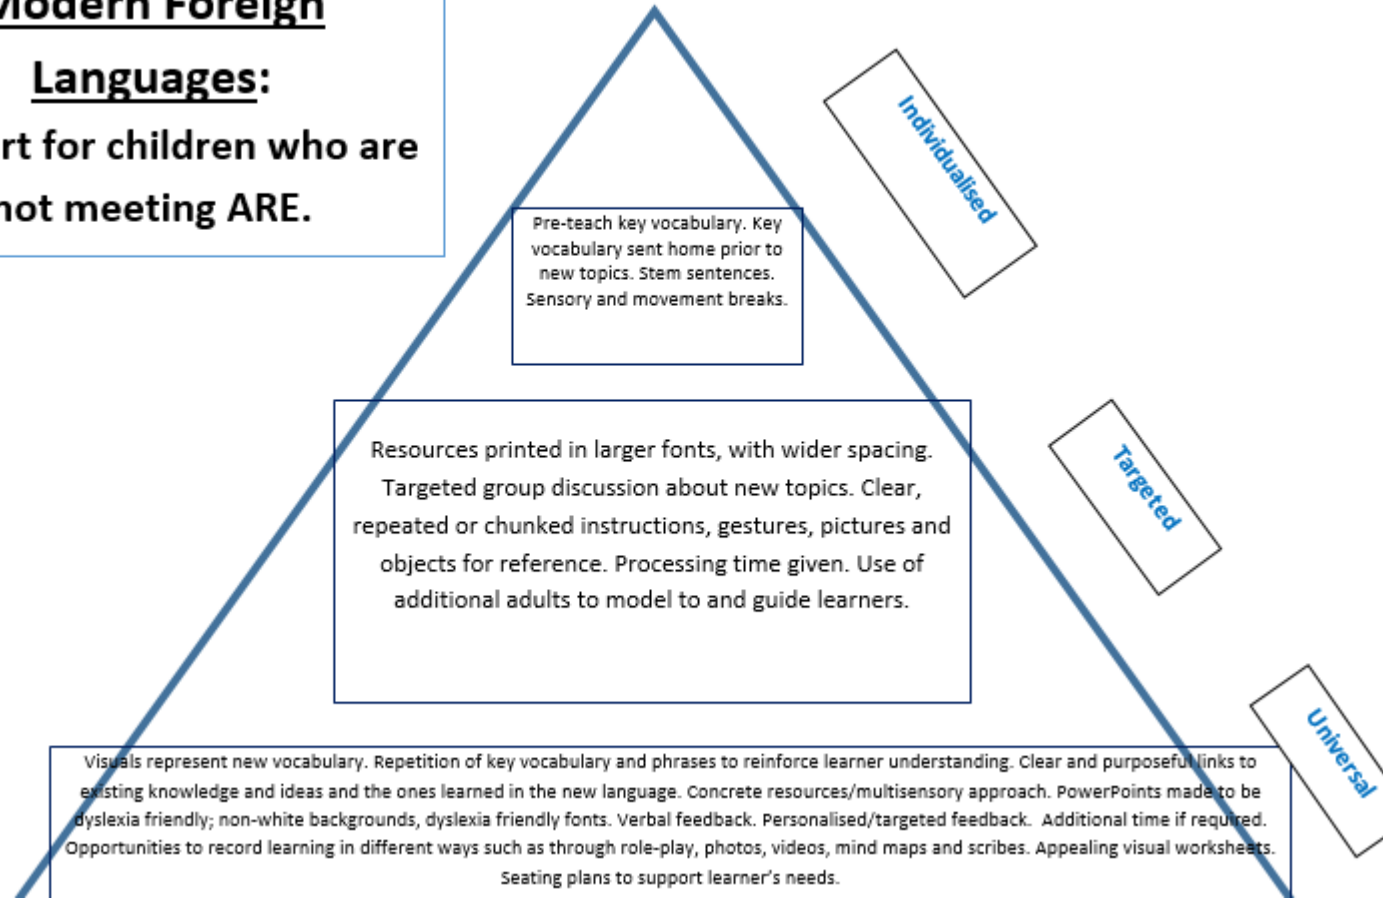 Modern Foreign
Languages:
rt for children who are
not meeting ARE.
Individualised
Pre-teach key vocabulary. Key
vocabulary sent home prior to
new topics. Stem sentences.
Sensory and movement breaks.
Targeted
Resources printed in larger fonts, with wider spacing.
Targeted group discussion about new topics. Clear,
repeated or chunked instructions, gestures, pictures and
objects for reference. Processing time given. Use of
additional adults to model to and guide learners.
Universal
Visuals represent new vocabulary. Repetition of key vocabulary and phrases to reinforce learner understanding. Clear and purposeful links to
existing knowledge and ideas and the ones learned in the new language. Concrete resources/multisensory approach. PowerPoints made to be
dyslexia friendly; non-white backgrounds, dyslexia friendly fonts. Verbal feedback. Personalised/targeted feedback. Additional time if required.
Opportunities to record learning in different ways such as through role-play, photos, videos, mind maps and scribes. Appealing visual worksheets.
Seating plans to support learner's needs.